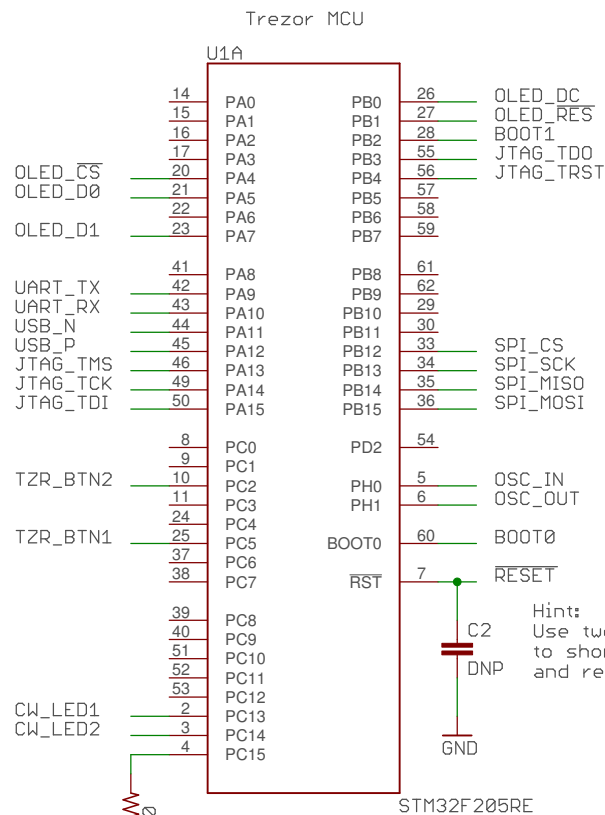 Trezor MCU
U1A
14 PA0 PB0 26 OLED_DC
15 PA1 PB1 27 OLED_RES
16 PA2 PB2 28 BOOT1
17 PA3 PB3 55 JTAG_TDO
OLED_CS 20 PA4 PB4 56 JTAG_TRST
OLED_D0 21 PA5 PB5 57
22 PA6 PB6 58
OLED_D1 23 PA7 PB7 59
41 PA8 PB8 61
UART_TX 42 PA9 PB9 62
UART_RX 43 PA10 PB10 29
USB_N 44 PA11 PB11 30
USB_P 45 PA12 PB12 33 SPI_CS
JTAG_TMS 46 PA13 PB13 34 SPI_SCK
JTAG_TCK 49 PA14 PB14 35 SPI_MISO
JTAG_TDI 50 PA15 PB15 36 SPI_MOSI
8 PC0 PD2 54
9 PC1
TZR_BTN2 10 PC2 PH0 5 OSC_IN
11 PC3 PH1 6 OSC_OUT
24 PC4
TZR_BTN1 25 PC5 BOOT0 60 BOOT0
37 PC6
38 PC7 RST 7 RESET
39 PC8
40 PC9
51 PC10
52 PC11
53 PC12
CW_LED1 2 PC13
CW_LED2 3 PC14
4 PC15
Hint:
Use
to
and
C2
DNP
GND
0
STM32F205RE